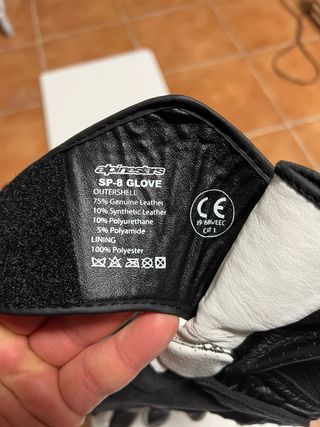 alpinestars
SP-8 GLOVE
OUTERSHELL
75% Genuine Leather
10% Synthetic Leather
10% Polyurethane
5% Polyamide
LINING
100% Polyester
CE
89/686/EEC
CAT 1